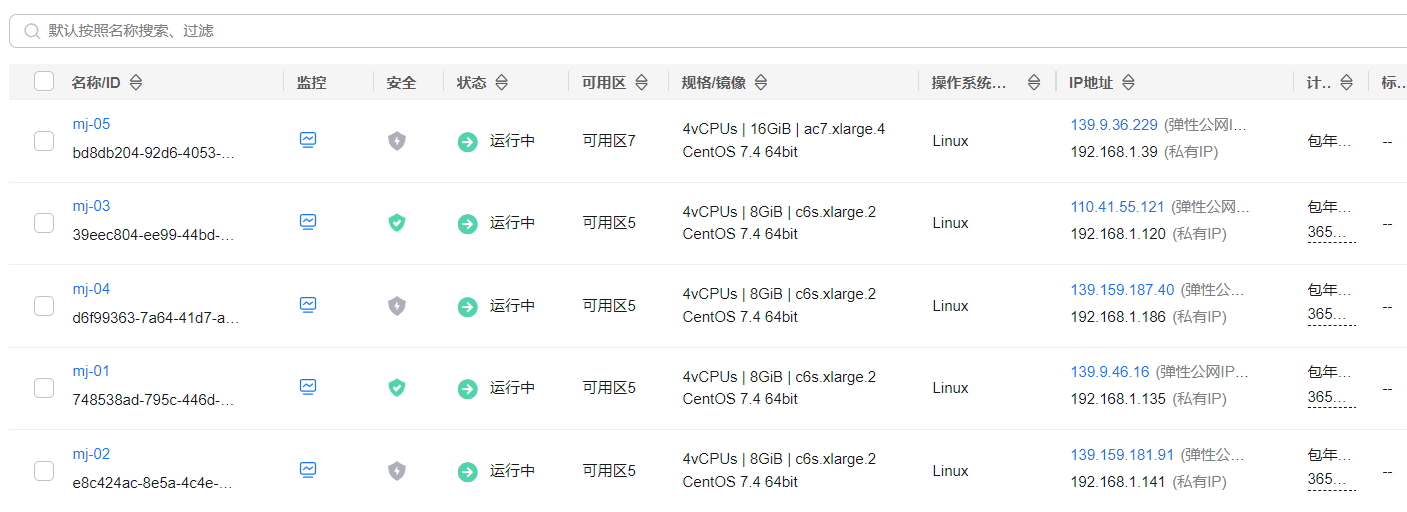 默认按照名称搜索、过滤
名称/ID 监控 安全 状态 可用区 规格/镜像 操作系统... IP地址 计... 标...
mj-05
bd8db204-92d6-4053-...
运行中
可用区7
4vCPUs | 16GiB | ac7.xlarge.4
CentOS 7.4 64bit
Linux
139.9.36.229 (弹性公网I...
192.168.1.39 (私有IP)
包年...
--
mj-03
39eec804-ee99-44bd-...
运行中
可用区5
4vCPUs | 8GiB | c6s.xlarge.2
CentOS 7.4 64bit
Linux
110.41.55.121 (弹性公网...
192.168.1.120 (私有IP)
包年...
365...
--
mj-04
d6f99363-7a64-41d7-a...
运行中
可用区5
4vCPUs | 8GiB | c6s.xlarge.2
CentOS 7.4 64bit
Linux
139.159.187.40 (弹性公...
192.168.1.186 (私有IP)
包年...
365...
--
mj-01
748538ad-795c-446d-...
运行中
可用区5
4vCPUs | 8GiB | c6s.xlarge.2
CentOS 7.4 64bit
Linux
139.9.46.16 (弹性公网IP...
192.168.1.135 (私有IP)
包年...
365...
--
mj-02
e8c424ac-8e5a-4c4e-...
运行中
可用区5
4vCPUs | 8GiB | c6s.xlarge.2
CentOS 7.4 64bit
Linux
139.159.181.91 (弹性公...
192.168.1.141 (私有IP)
包年...
365...
--